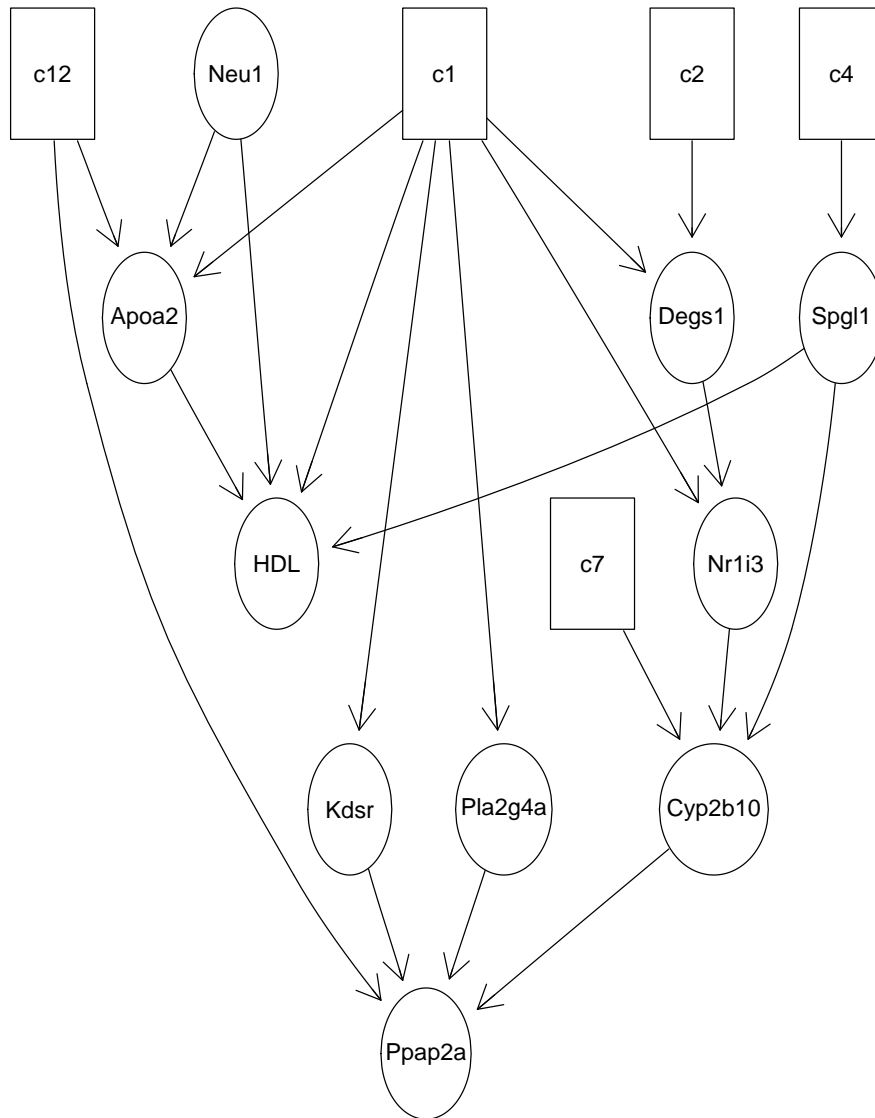 c12
Neu1
c1
c2
c4
Apoa2
Degs1
Spgl1
HDL
c7
Nr1i3
Kdsr
Pla2g4a
Cyp2b10
Ppap2a